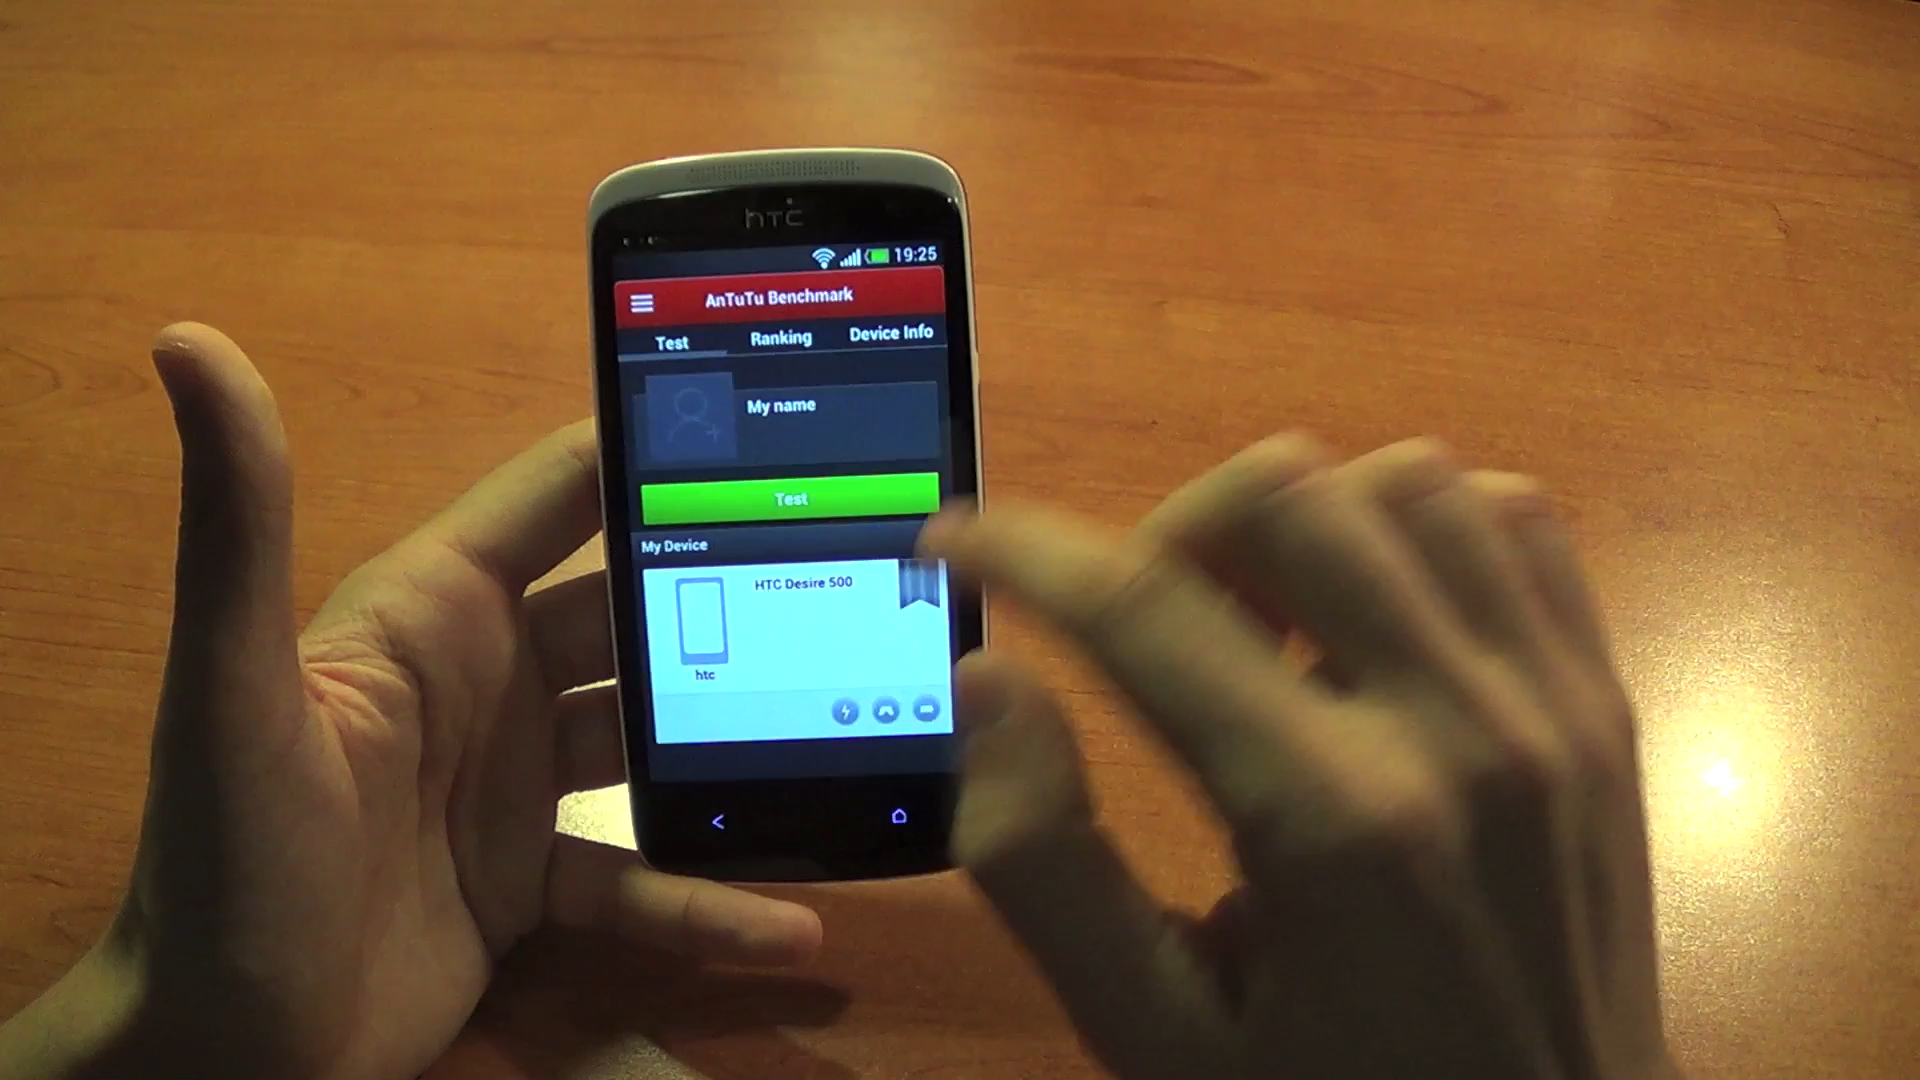 htc
19:25
AnTuTu Benchmark
Test Ranking Device Info
My name
Test
My Device
HTC Desire 500
htc